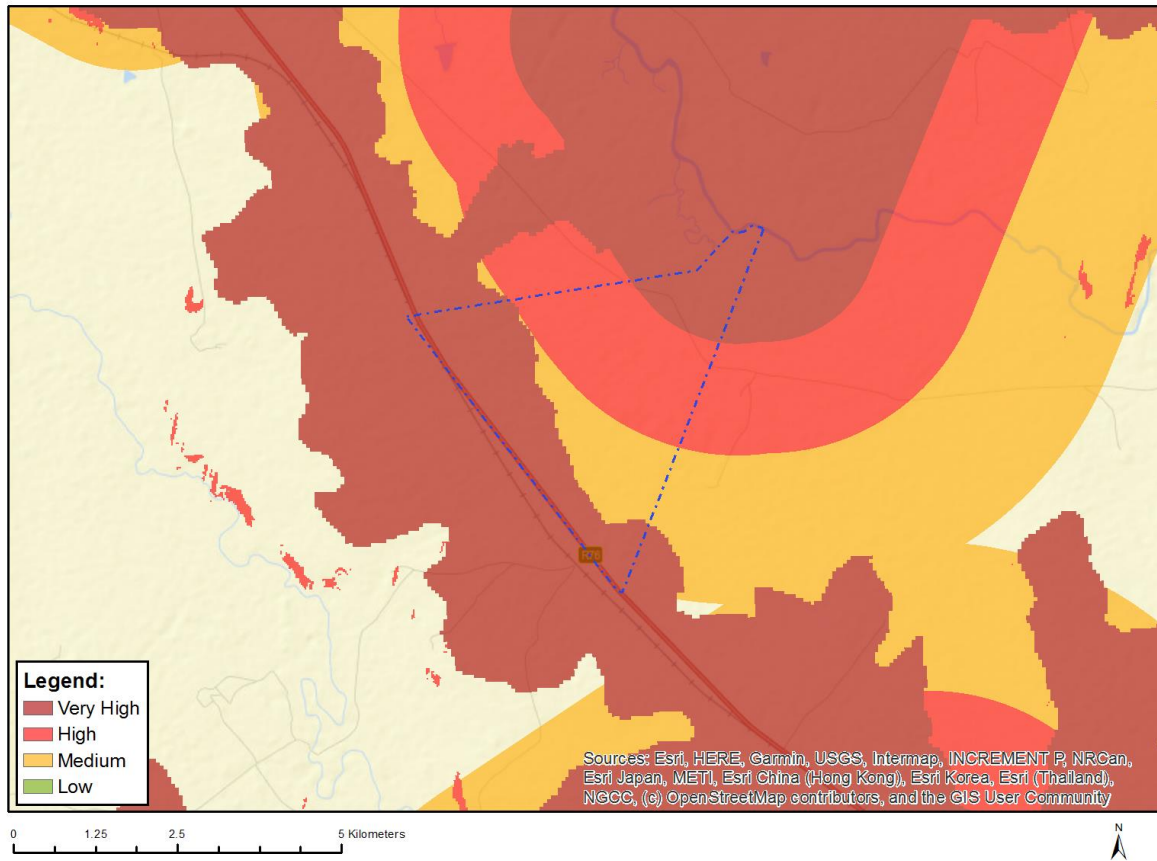 Legend:
Very High
High
Medium
Low
Sources: Esri, HERE, Garmin, USGS, Intermap, INCREMENT P, NRCan,
Esri Japan, METI, Esri China (Hong Kong), Esri Korea, Esri (Thailand),
NGCC, (c) OpenStreetMap contributors, and the GIS User Community
0 1.25 2.5 5 Kilometers
N